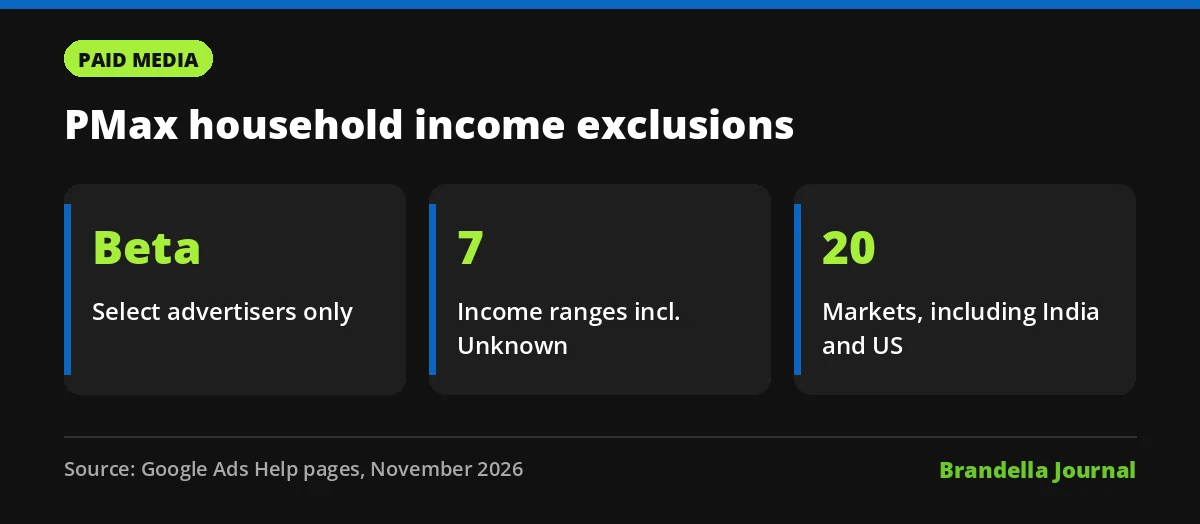 PAID MEDIA
PMax household income exclusions
Beta
Select advertisers only
7
Income ranges incl.
Unknown
20
Markets, including India
and US
Source: Google Ads Help pages, November 2026
Brandella Journal